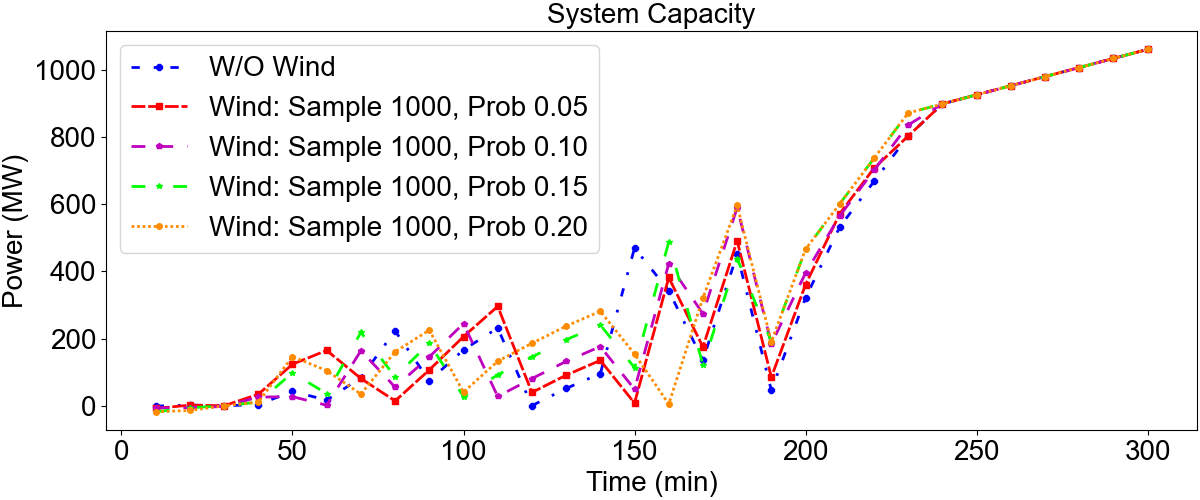 System Capacity
Power (MW)
1000
800
600
400
200
0
W/O Wind
Wind: Sample 1000, Prob 0.05
Wind: Sample 1000, Prob 0.10
Wind: Sample 1000, Prob 0.15
Wind: Sample 1000, Prob 0.20
0 50 100 150 200 250 300
Time (min)